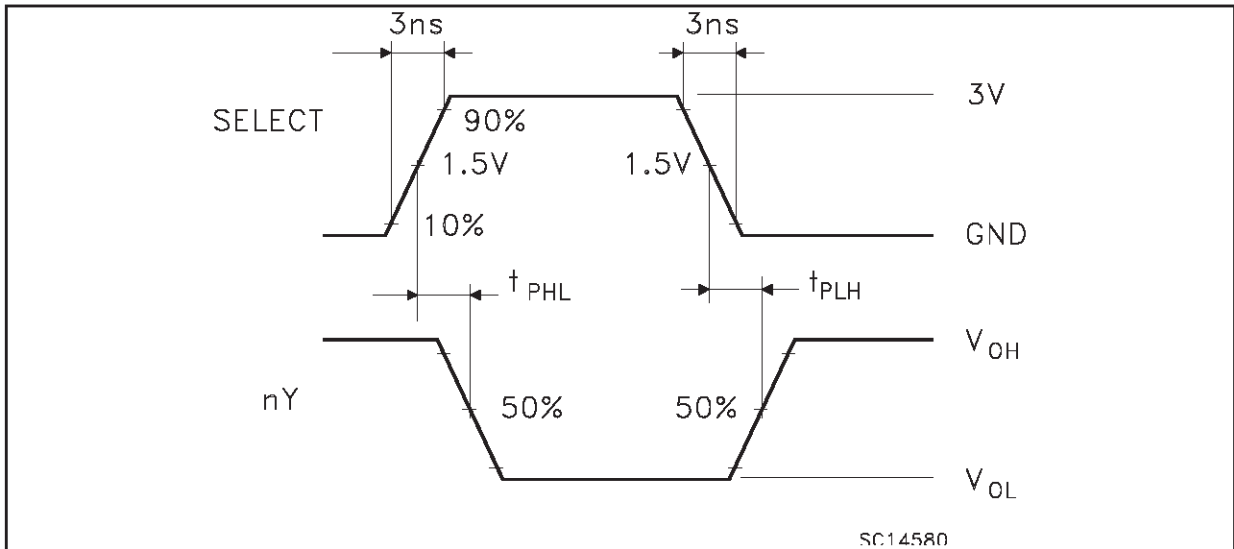 3ns 3ns
SELECT 90% 3V
1.5V 1.5V
10% GND
tPHL tPLH
VOH
nY 50% 50%
VOL
SC14580